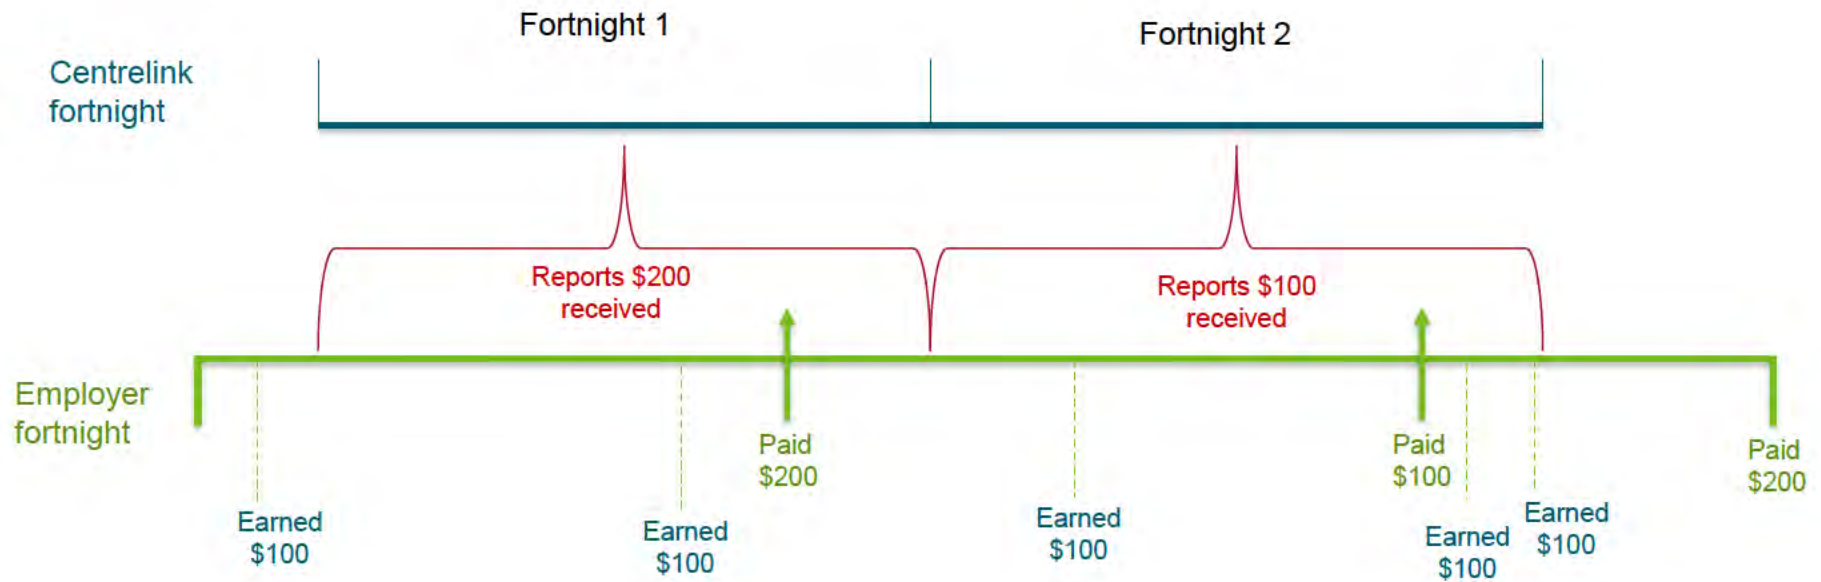 Fortnight 1
Fortnight 2
Centrelink
fortnight
Reports $200
received
Reports $100
received
Employer
fortnight
Paid
$200
Paid
$100
Paid
$200
Earned
$100
Earned
$100
Earned
$100
Earned
$100
Earned
$100